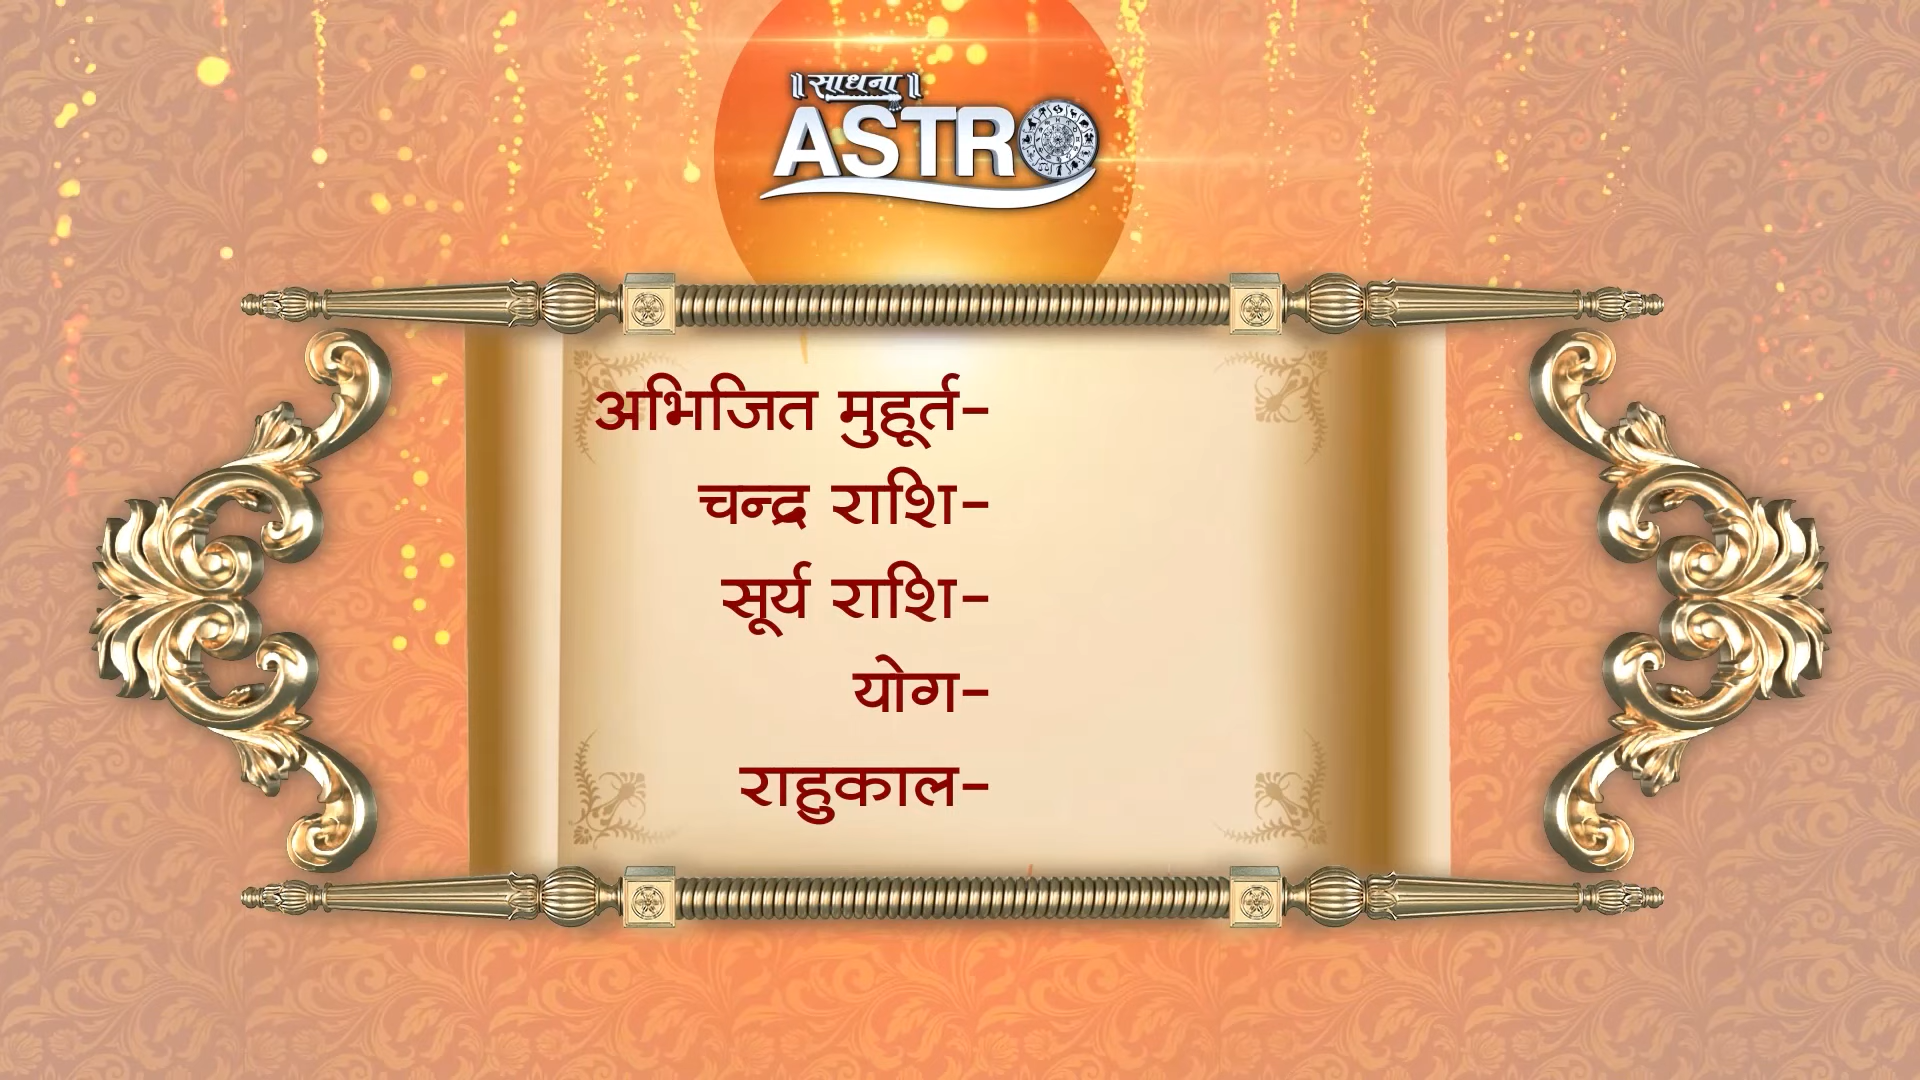 ॥ साधना ॥
ASTRO
अभिजित मुहूर्त-
चन्द्र राशि-
सूर्य राशि-
योग-
राहुकाल-